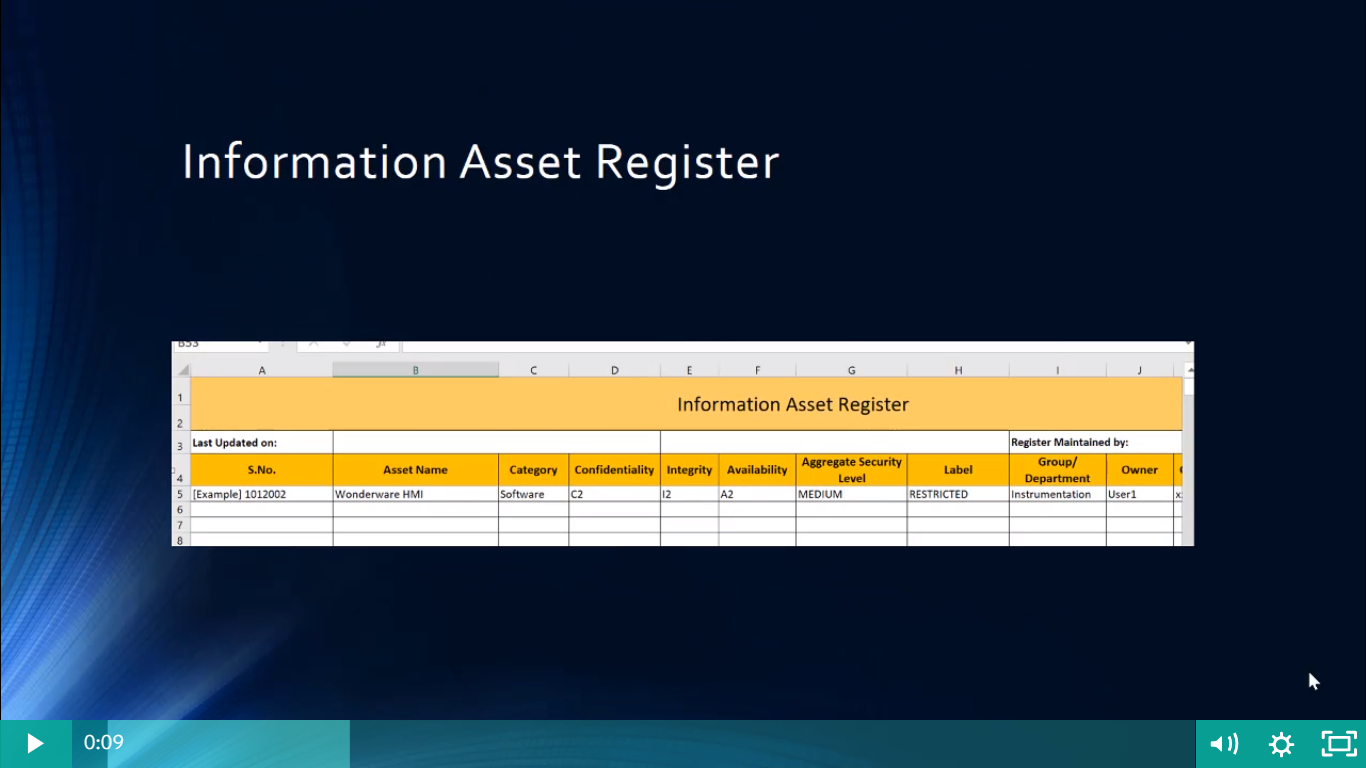 Information Asset Register
B53
A B C D E F G H I J
1 Information Asset Register
2
3 Last Updated on: Register Maintained by:
4 S.No. Asset Name Category Confidentiality Integrity Availability Aggregate Security Level Label Group/ Department Owner
5 [Example] 1012002 Wonderware HMI Software C2 I2 A2 MEDIUM RESTRICTED Instrumentation User1
6
7
8
0:09